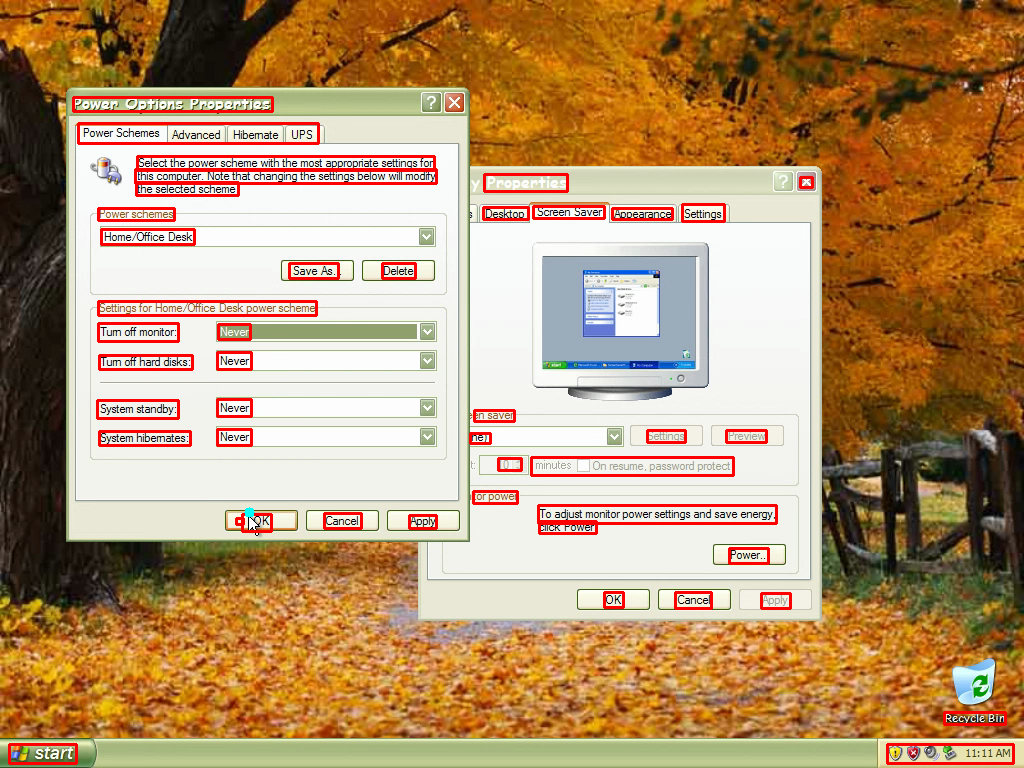 Power Options Properties
Power Schemes Advanced Hibernate UPS
Select the power scheme with the most appropriate settings for
this computer. Note that changing the settings below will modify
the selected scheme.
Power schemes
Home/Office Desk
Save As... Delete
Settings for Home/Office Desk power scheme
Turn off monitor: Never
Turn off hard disks: Never
System standby: Never
System hibernates: Never
OK Cancel Apply
Properties
Desktop Screen Saver Appearance Settings
saver
Settings Preview
minutes On resume, password protect
power
To adjust monitor power settings and save energy,
click Power.
Power...
OK Cancel Apply
Recycle Bin
start
11:11 AM